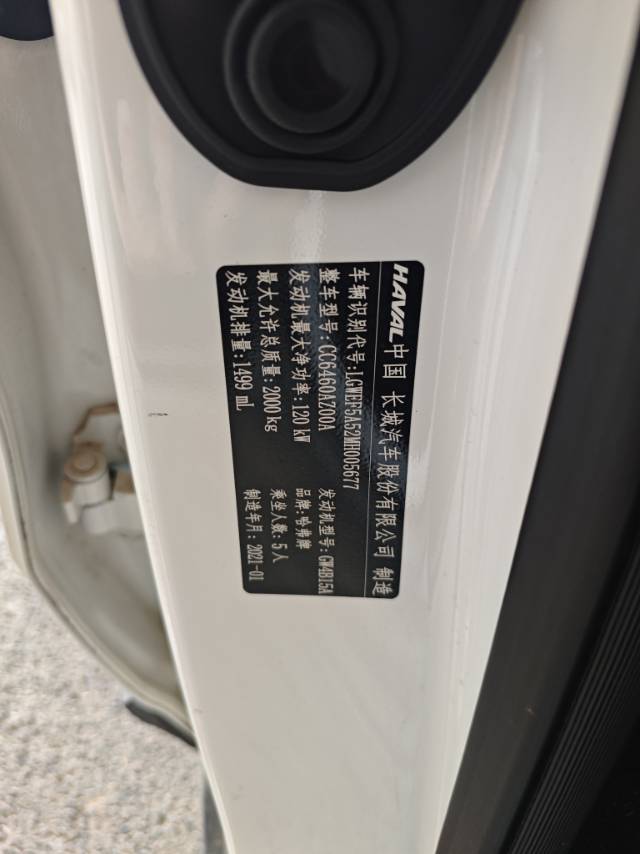 HAVAL 中国 长城汽车股份有限公司 制造
车辆识别代号:LGWEF5A52MH005677
整车型号:CC6460AZ00A 发动机型号:GW4B15A
发动机最大净功率:120 kW 品牌:哈弗牌
最大允许总质量:2000 kg 乘坐人数:5人
发动机排量:1499 mL 制造年月:2021-01